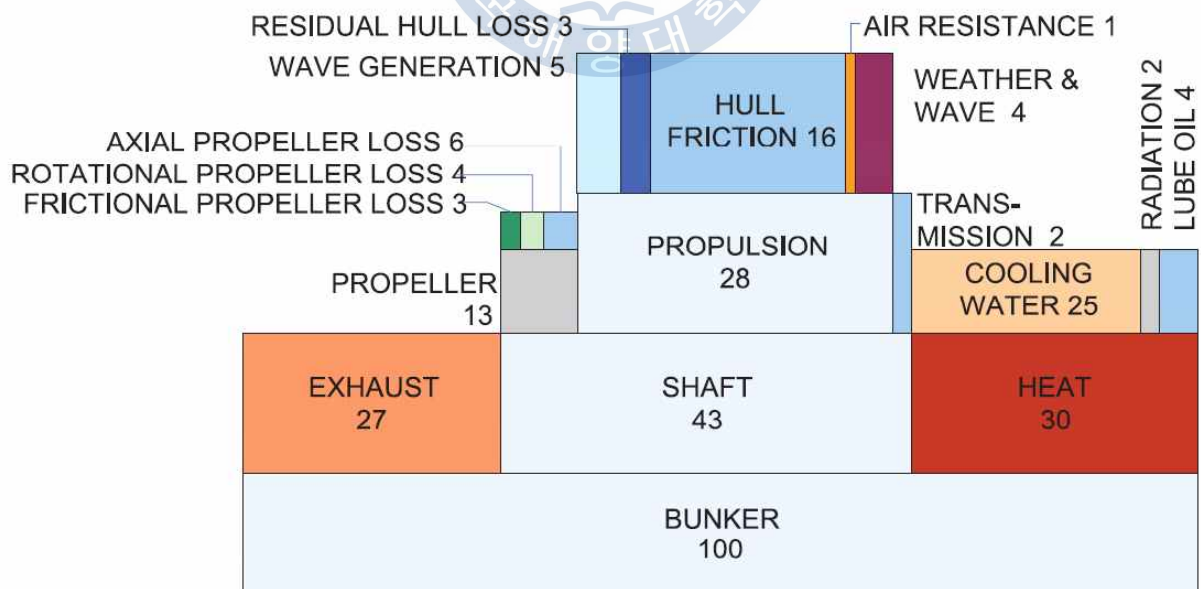 RESIDUAL HULL LOSS 3
AIR RESISTANCE 1
WAVE GENERATION 5
HULL
FRICTION 16
WEATHER &
WAVE 4
RADIATION 2
LUBE OIL 4
AXIAL PROPELLER LOSS 6
ROTATIONAL PROPELLER LOSS 4
FRICTIONAL PROPELLER LOSS 3
TRANS-
MISSION 2
PROPULSION
28
PROPELLER
13
COOLING
WATER 25
EXHAUST
27
SHAFT
43
HEAT
30
BUNKER
100